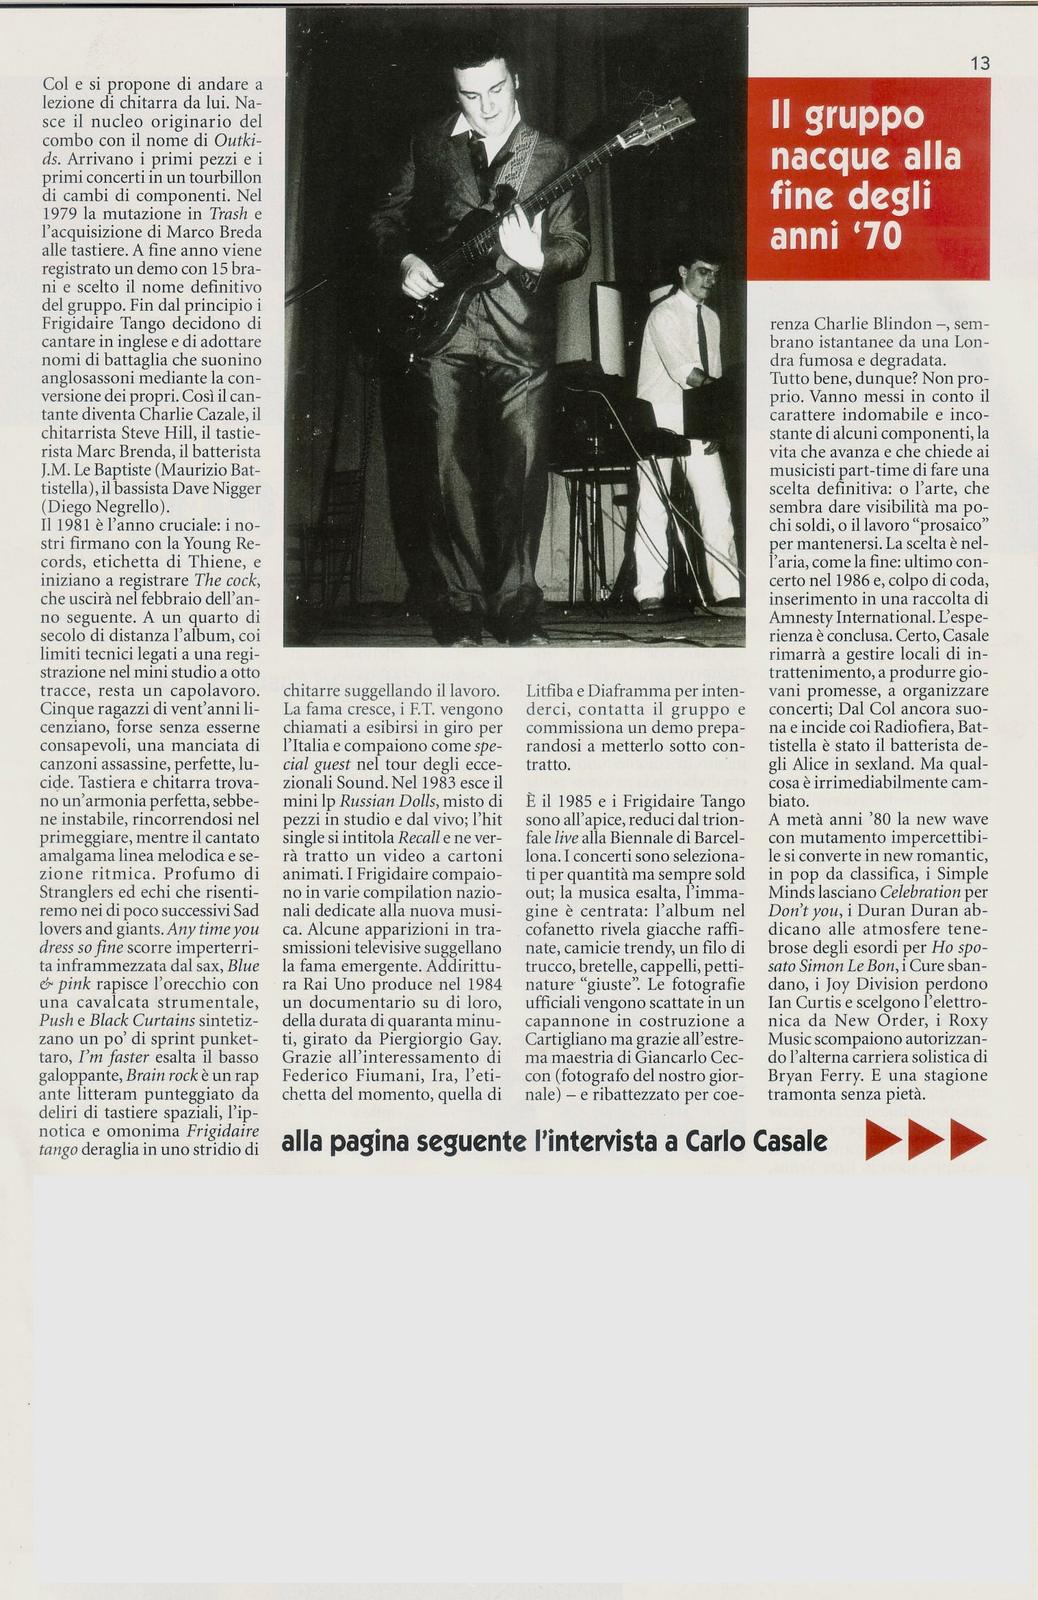 13
Il gruppo
nacque alla
fine degli
anni ‘70
Col e si propone di andare a
lezione di chitarra da lui. Na-
sce il nucleo originario del
combo con il nome di Outki-
ds. Arrivano i primi pezzi e i
primi concerti in un tourbillon
di cambi di componenti. Nel
1979 la mutazione in Trash e
l'acquisizione di Marco Breda
alle tastiere. A fine anno viene
registrato un demo con 15 bra-
ni e scelto il nome definitivo
del gruppo. Fin dal principio i
Frigidaire Tango decidono di
cantare in inglese e di adottare
nomi di battaglia che suonino
anglosassoni mediante la con-
versione dei propri. Così il can-
tante diventa Charlie Cazale, il
chitarrista Steve Hill, il tastie-
rista Marc Brenda, il batterista
J.M. Le Baptiste (Maurizio Bat-
tistella), il bassista Dave Nigger
(Diego Negrello).
Il 1981 è l'anno cruciale: i no-
stri firmano con la Young Re-
cords, etichetta di Thiene, e
iniziano a registrare The cock,
che uscirà nel febbraio dell'an-
no seguente. A un quarto di
secolo di distanza l'album, coi
limiti tecnici legati a una regi-
strazione nel mini studio a otto
tracce, resta un capolavoro.
Cinque ragazzi di vent'anni li-
cenziano, forse senza esserne
consapevoli, una manciata di
canzoni assassine, perfette, lu-
cide. Tastiera e chitarra trova-
no un'armonia perfetta, sebbe-
ne instabile, rincorrendosi nel
primeggiare, mentre il cantato
amalgama linea melodica e se-
zione ritmica. Profumo di
Stranglers ed echi che risenti-
remo nei di poco successivi Sad
lovers and giants. Any time you
dress so fine scorre imperterri-
ta inframmezzata dal sax, Blue
& pink rapisce l'orecchio con
una cavalcata strumentale,
Push e Black Curtains sintetiz-
zano un po' di sprint punket-
taro, I'm faster esalta il basso
galoppante, Brain rock è un rap
ante litteram punteggiato da
deliri di tastiere spaziali, l'ip-
notica e omonima Frigidaire
tango deraglia in uno stridio di
chitarre suggellando il lavoro.
La fama cresce, i F.T. vengono
chiamati a esibirsi in giro per
l'Italia e compaiono come spe-
cial guest nel tour degli ecce-
zionali Sound. Nel 1983 esce il
mini lp Russian Dolls, misto di
pezzi in studio e dal vivo; l'hit
single si intitola Recall e ne ver-
rà tratto un video a cartoni
animati. I Frigidaire compaio-
no in varie compilation nazio-
nali dedicate alla nuova musi-
ca. Alcune apparizioni in tra-
smissioni televisive suggellano
la fama emergente. Addirittu-
ra Rai Uno produce nel 1984
un documentario su di loro,
della durata di quaranta minu-
ti, girato da Piergiorgio Gay.
Grazie all'interessamento di
Federico Fiumani, Ira, l'eti-
chetta del momento, quella di
Litfiba e Diaframma per inten-
derci, contatta il gruppo e
commissiona un demo prepa-
randosi a metterlo sotto con-
tratto.
È il 1985 e i Frigidaire Tango
sono all'apice, reduci dal trion-
fale live alla Biennale di Barcel-
lona. I concerti sono seleziona-
ti per quantità ma sempre sold
out; la musica esalta, l'imma-
gine è centrata: l'album nel
cofanetto rivela giacche raffi-
nate, camicie trendy, un filo di
trucco, bretelle, cappelli, petti-
nature “giuste”. Le fotografie
ufficiali vengono scattate in un
capannone in costruzione a
Cartigliano ma grazie all'estre-
ma maestria di Giancarlo Cec-
con (fotografo del nostro gior-
nale) – e ribattezzato per coe-
renza Charlie Blindon –, sem-
brano istantanee da una Lon-
dra fumosa e degradata.
Tutto bene, dunque? Non pro-
prio. Vanno messi in conto il
carattere indomabile e inco-
stante di alcuni componenti, la
vita che avanza e che chiede ai
musicisti part-time di fare una
scelta definitiva: o l'arte, che
sembra dare visibilità ma po-
chi soldi, o il lavoro “prosaico”
per mantenersi. La scelta è nel-
l'aria, come la fine: ultimo con-
certo nel 1986 e, colpo di coda,
inserimento in una raccolta di
Amnesty International. L'espe-
rienza è conclusa. Certo, Casale
rimarrà a gestire locali di in-
trattenimento, a produrre gio-
vani promesse, a organizzare
concerti; Dal Col ancora suo-
na e incide coi Radiofiera, Bat-
tistella è stato il batterista de-
gli Alice in sexland. Ma qual-
cosa è irrimediabilmente cam-
biato.
A metà anni '80 la new wave
con mutamento impercettibi-
le si converte in new romantic,
in pop da classifica, i Simple
Minds lasciano Celebration per
Don't you, i Duran Duran ab-
dicano alle atmosfere tene-
brose degli esordi per Ho spo-
sato Simon Le Bon, i Cure sban-
dano, i Joy Division perdono
Ian Curtis e scelgono l'elettro-
nica da New Order, i Roxy
Music scompaiono autorizzan-
do l'alterna carriera solistica di
Bryan Ferry. E una stagione
tramonta senza pietà.
alla pagina seguente l'intervista a Carlo Casale